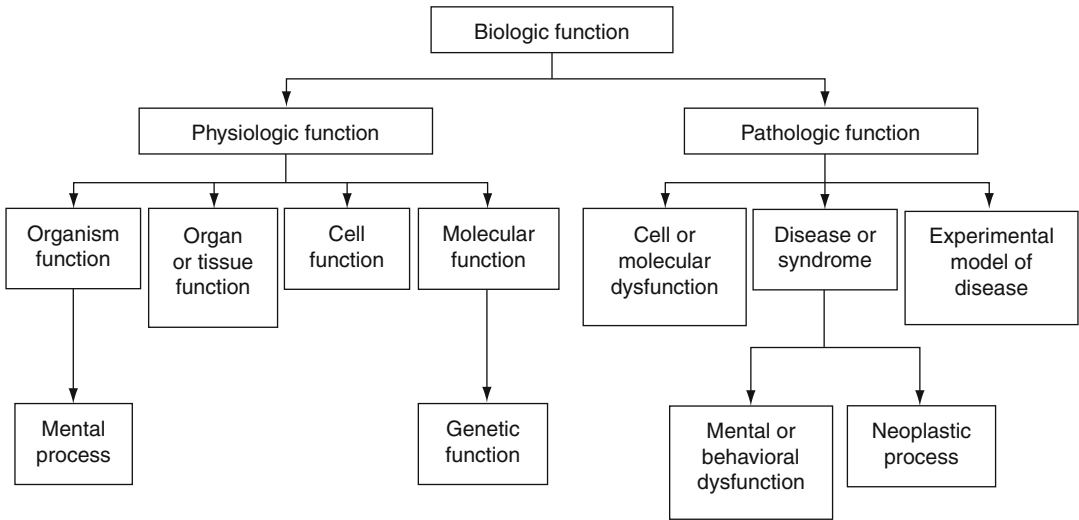 Biologic function
Physiologic function
Pathologic function
Organism
function
Organ
or tissue
function
Cell
function
Molecular
function
Cell or
molecular
dysfunction
Disease or
syndrome
Experimental
model of
disease
Mental
process
Genetic
function
Mental or
behavioral
dysfunction
Neoplastic
process